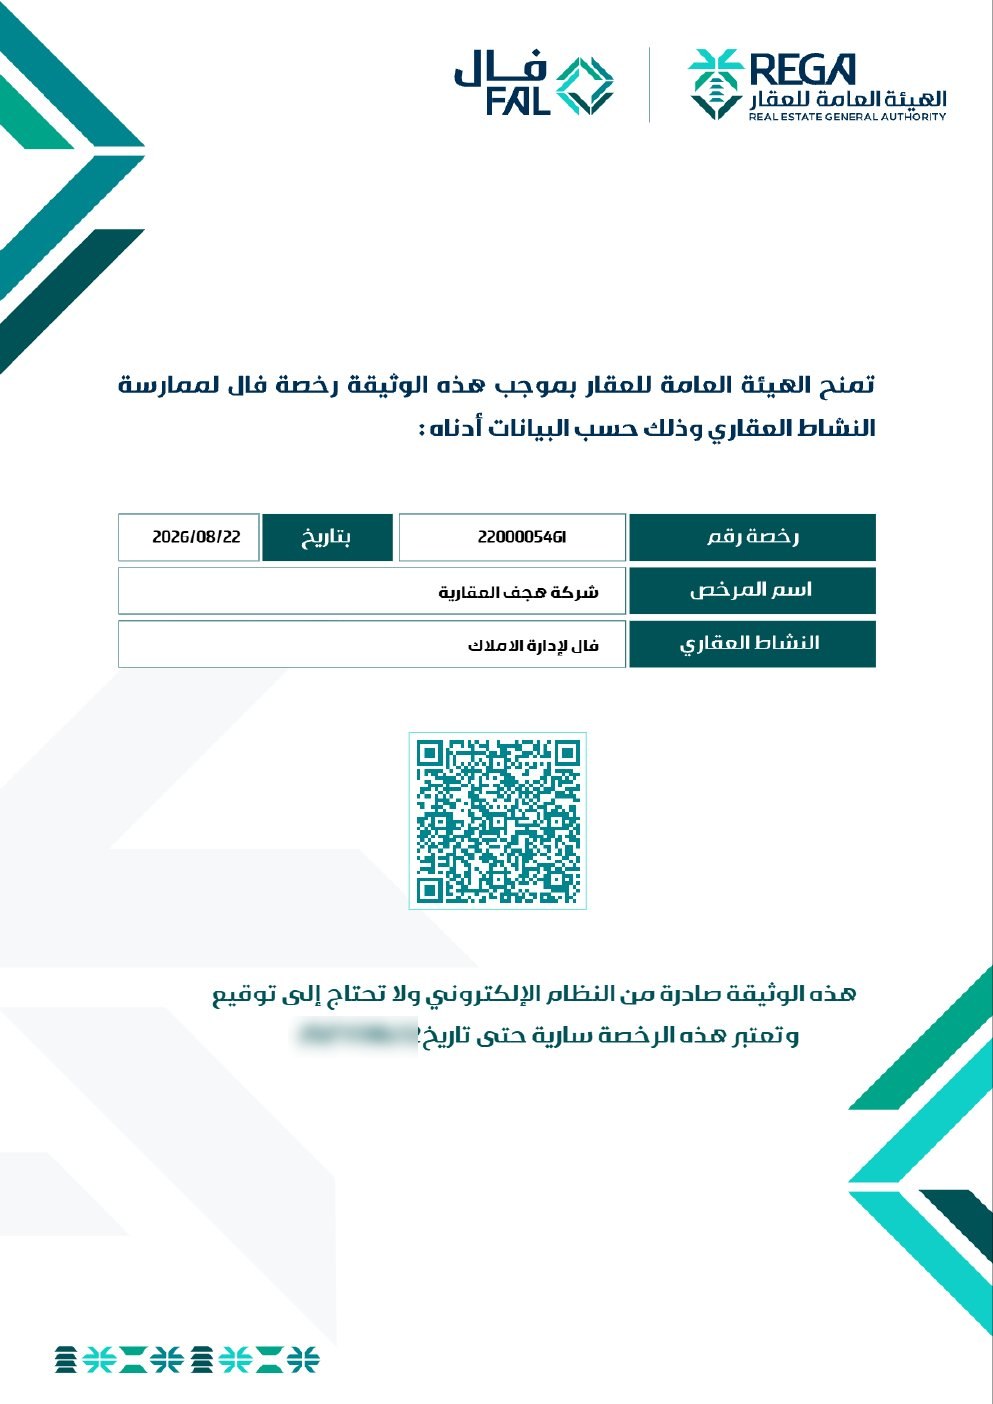 فال
FAL
REGA
الهيئة العامة للعقار
REAL ESTATE GENERAL AUTHORITY
تمنح الهيئة العامة للعقار بموجب هذه الوثيقة رخصة فال لممارسة
النشاط العقاري وذلك حسب البيانات أدناه :
رخصة رقم 2200005461 بتاريخ 2026/08/22
اسم المرخص شركة هجف العقارية
النشاط العقاري فال لإدارة الاملاك
هذه الوثيقة صادرة من النظام الإلكتروني ولا تحتاج إلى توقيع
وتعتبر هذه الرخصة سارية حتى تاريخ